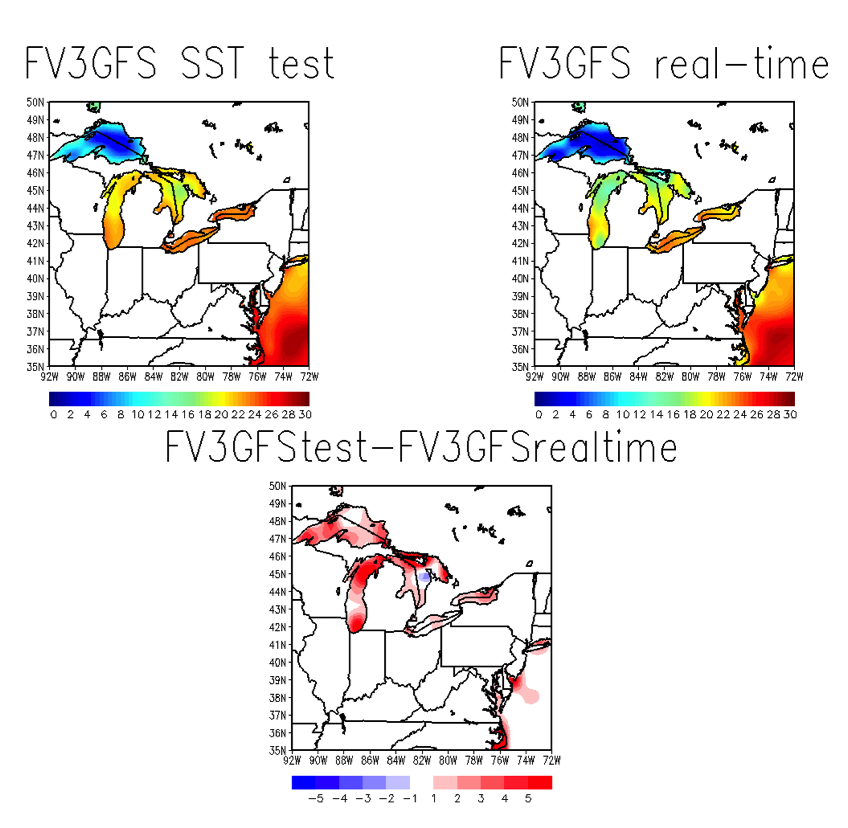 FV3GFS SST test
FV3GFS real-time
50N
49N
48N
47N
46N
45N
44N
43N
42N
41N
40N
39N
38N
37N
36N
35N
92W 90W 88W 86W 84W 82W 80W 78W 76W 74W 72W
0 2 4 6 8 10 12 14 16 18 20 22 24 26 28 30
50N
49N
48N
47N
46N
45N
44N
43N
42N
41N
40N
39N
38N
37N
36N
35N
92W 90W 88W 86W 84W 82W 80W 78W 76W 74W 72W
0 2 4 6 8 10 12 14 16 18 20 22 24 26 28 30
FV3GFStest-FV3GFSrealtime
50N
49N
48N
47N
46N
45N
44N
43N
42N
41N
40N
39N
38N
37N
36N
35N
92W 90W 88W 86W 84W 82W 80W 78W 76W 74W 72W
-5 -4 -3 -2 -1 1 2 3 4 5